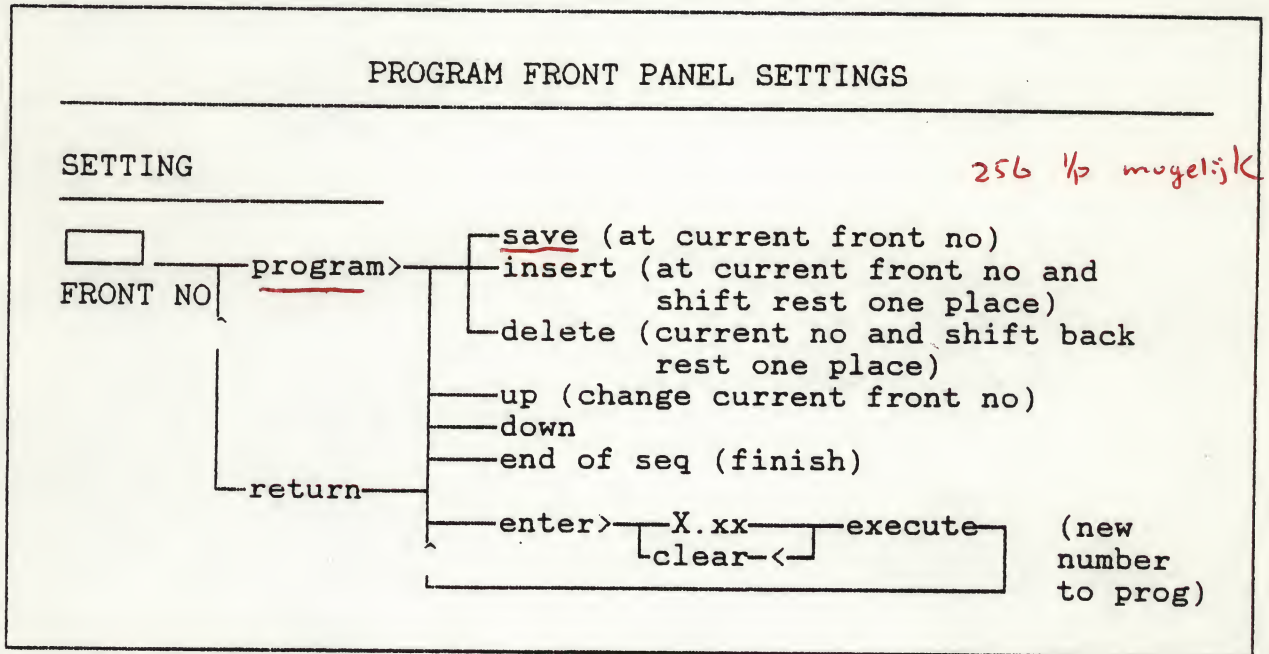 PROGRAM FRONT PANEL SETTINGS
SETTING
256 mogelijk
FRONT NO
program>
save (at current front no)
insert (at current front no and
shift rest one place)
delete (current no and shift back
rest one place)
up (change current front no)
down
end of seq (finish)
return
enter> X.xx execute (new
clear < number
to prog)